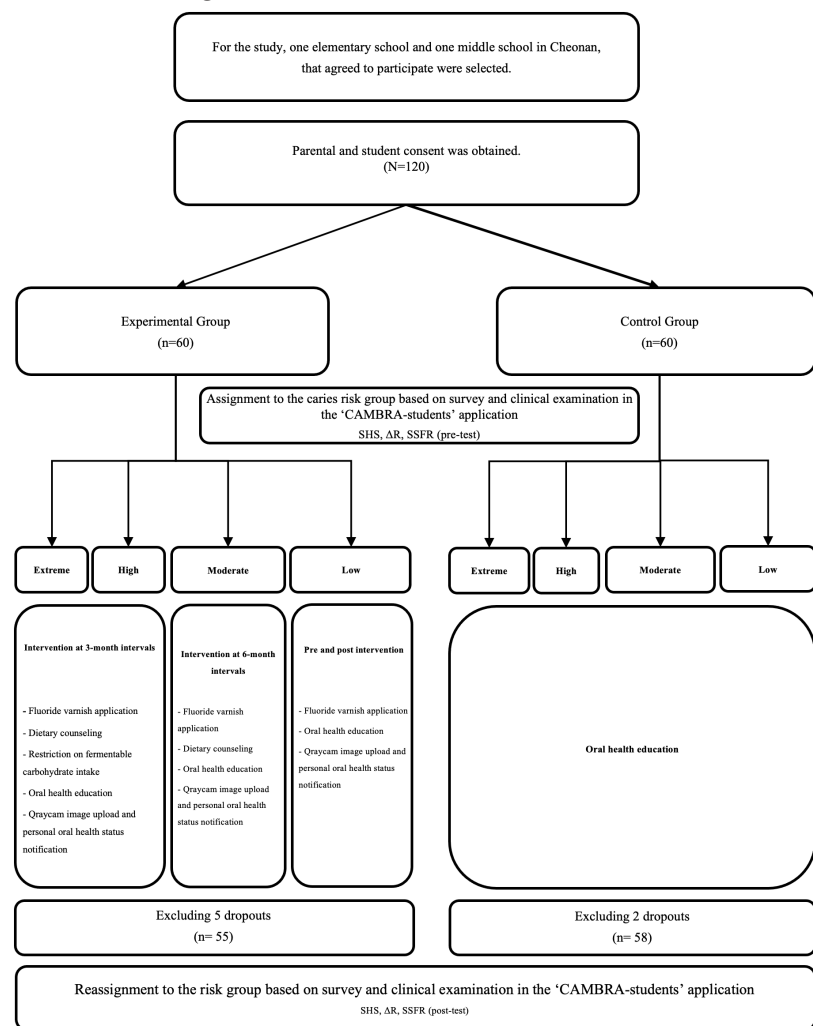 For the study, one elementary school and one middle school in Cheonan,
that agreed to participate were selected.
Parental and student consent was obtained.
(N=120)
Experimental Group
(n=60)
Control Group
(n=60)
Assignment to the caries risk group based on survey and clinical examination in
the ‘CAMBRA-students’ application
SHS, ΔR, SSFR (pre-test)
Extreme
High
Moderate
Low
Extreme
High
Moderate
Low
Intervention at 3-month intervals
- Fluoride varnish application
- Dietary counseling
- Restriction on fermentable
carbohydrate intake
- Oral health education
- Qraycam image upload and
personal oral health status
notification
Intervention at 6-month
intervals
- Fluoride varnish
application
- Dietary counseling
- Oral health education
- Qraycam image upload
and personal oral health
status notification
Pre and post intervention
- Fluoride varnish application
- Oral health education
- Qraycam image upload and
personal oral health status
notification
Oral health education
Excluding 5 dropouts
(n= 55)
Excluding 2 dropouts
(n= 58)
Reassignment to the risk group based on survey and clinical examination in the ‘CAMBRA-students’ application
SHS, ΔR, SSFR (post-test)